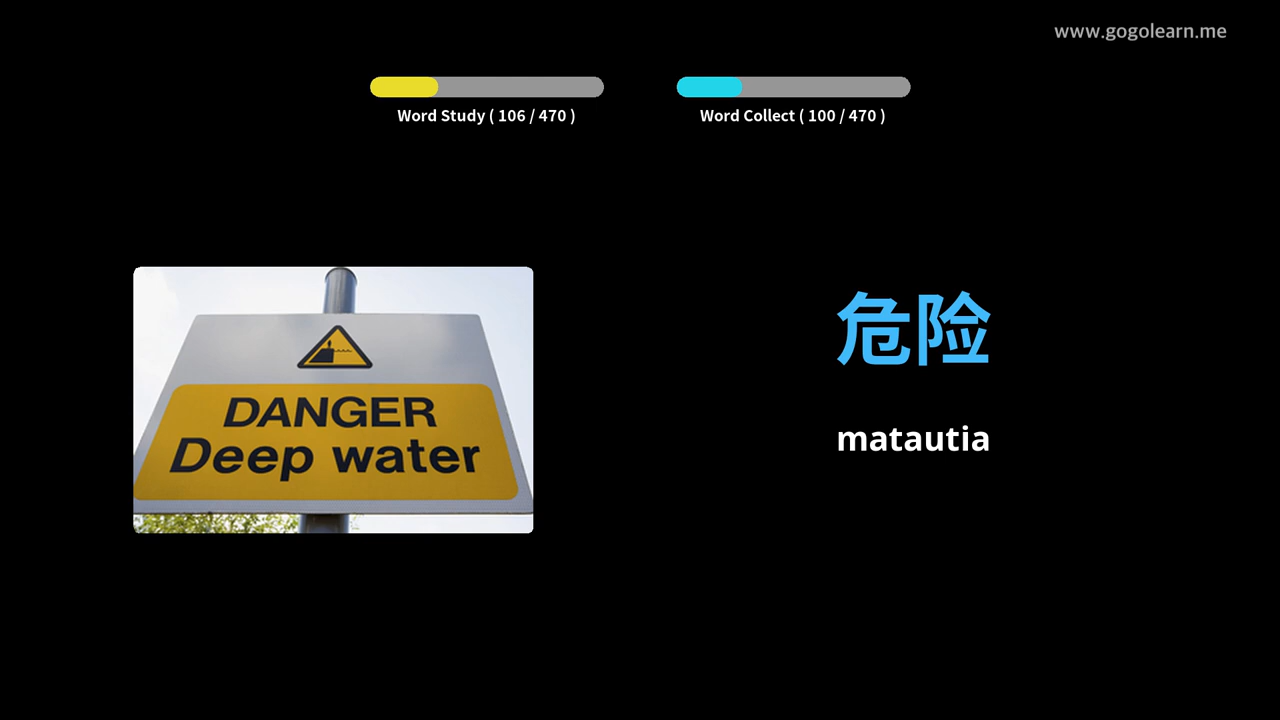 www.gogolearn.me
Word Study ( 106 / 470 )
Word Collect ( 100 / 470 )
DANGER
Deep water
危险
matautia